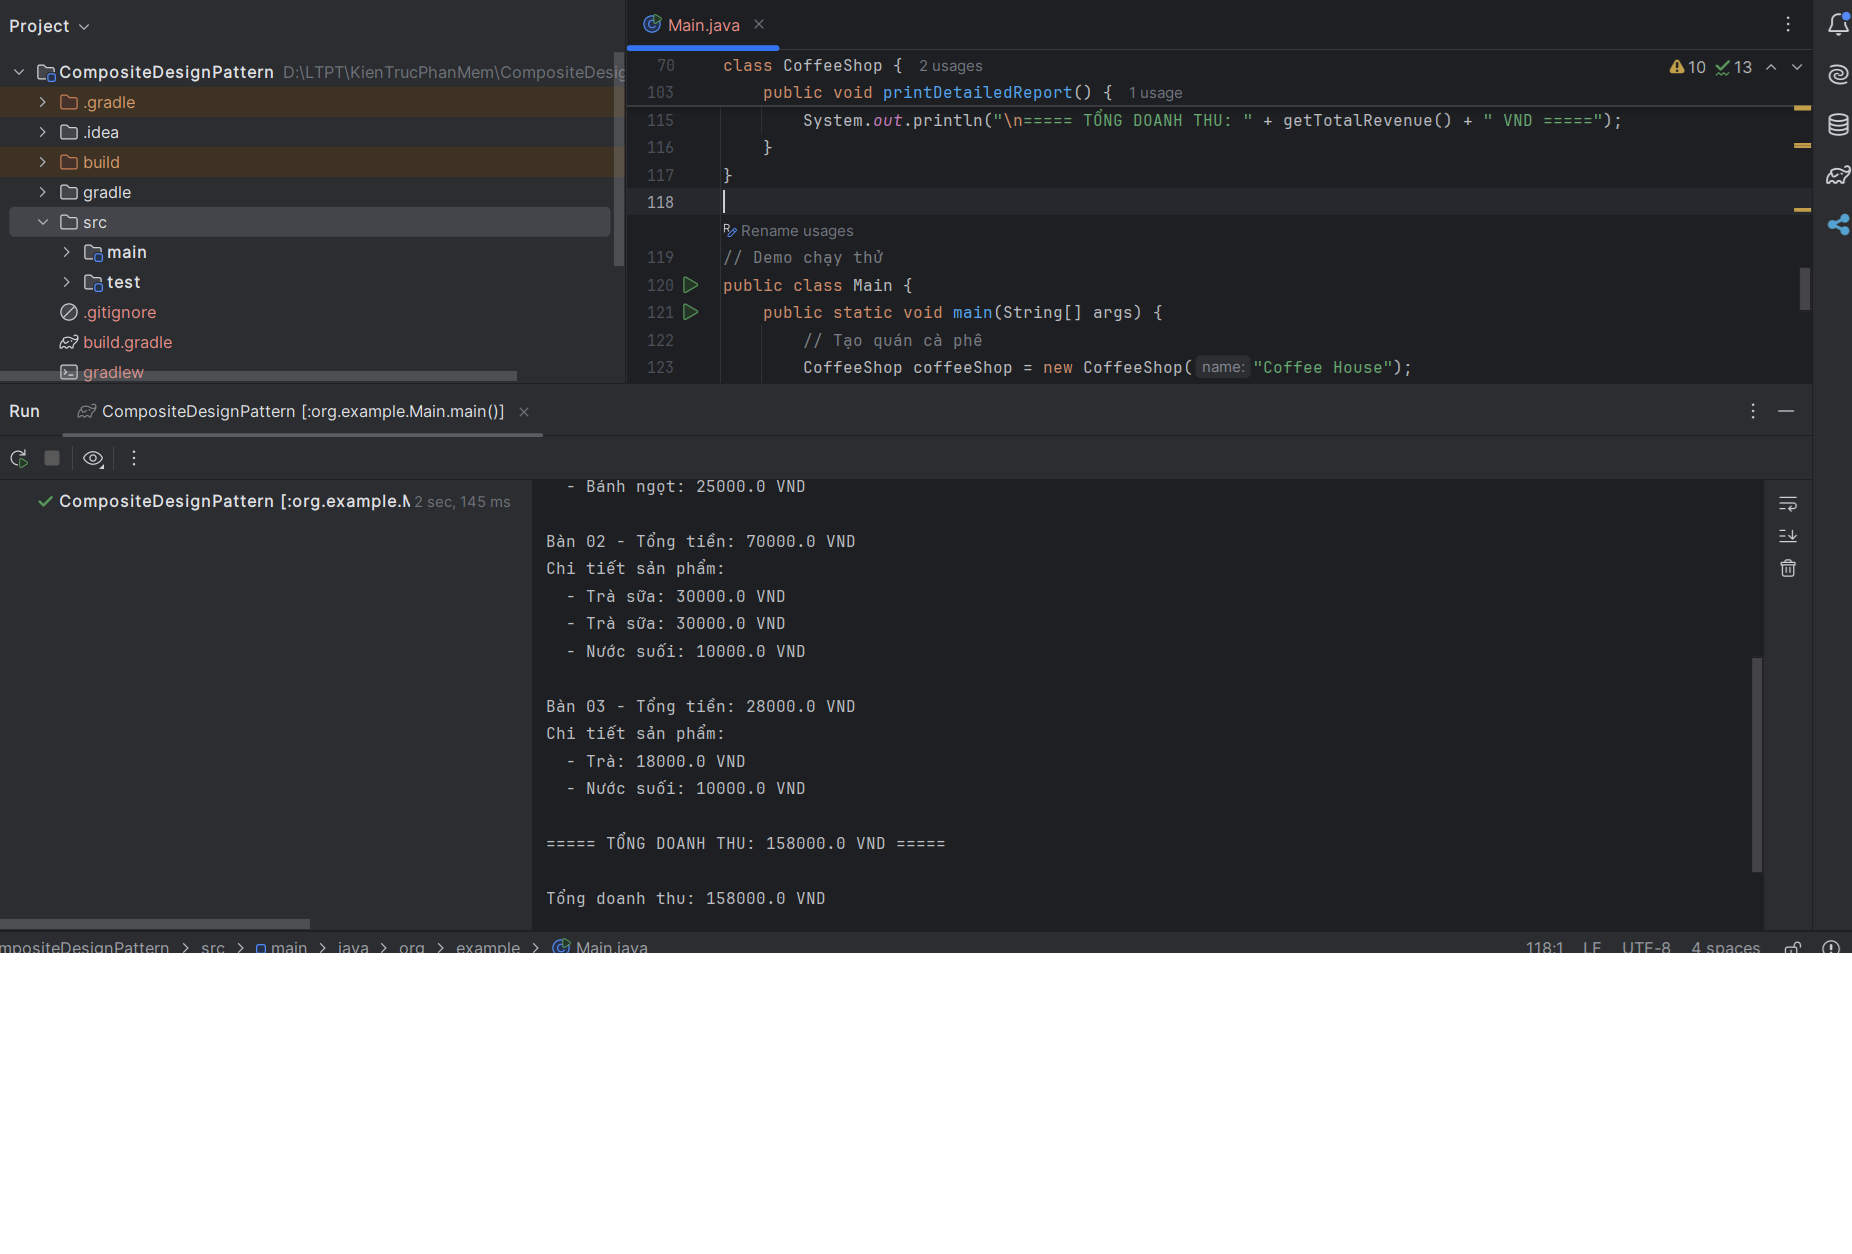 Project
CompositeDesignPattern D:\LTPT\KienTrucPhanMem\CompositeDesig
.gradle
.idea
build
gradle
src
main
test
.gitignore
build.gradle
gradlew
Main.java
10 13
70 class CoffeeShop { 2 usages
103 public void printDetailedReport() { 1 usage
115 System.out.println("\n===== TỔNG DOANH THU: " + getTotalRevenue() + " VND =====");
116 }
117 }
118
Rename usages
119 // Demo chạy thử
120 public class Main {
121 public static void main(String[] args) {
122 // Tạo quán cà phê
123 CoffeeShop coffeeShop = new CoffeeShop( name: "Coffee House");
Run CompositeDesignPattern [:org.example.Main.main()]
CompositeDesignPattern [:org.example.M 2 sec, 145 ms
- Bánh ngọt: 25000.0 VND
Bàn 02 - Tổng tiền: 70000.0 VND
Chi tiết sản phẩm:
- Trà sữa: 30000.0 VND
- Trà sữa: 30000.0 VND
- Nước suối: 10000.0 VND
Bàn 03 - Tổng tiền: 28000.0 VND
Chi tiết sản phẩm:
- Trà: 18000.0 VND
- Nước suối: 10000.0 VND
===== TỔNG DOANH THU: 158000.0 VND =====
Tổng doanh thu: 158000.0 VND
mpositeDesignPattern > src > main > java > org > example > Main.java
118:1 LF UTF-8 4 spaces